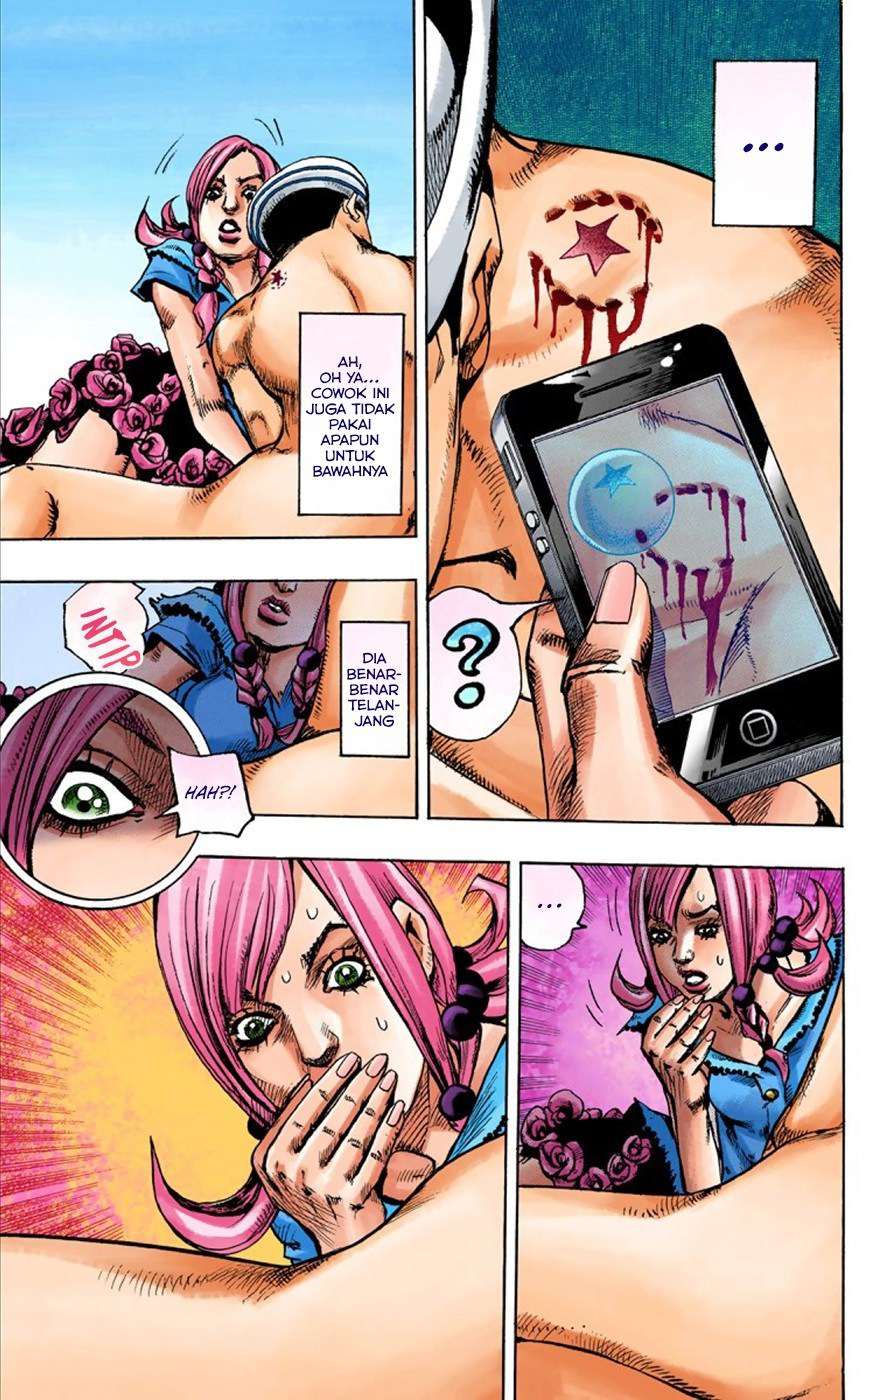 ...
?
AH,
OH YA...
COWOK INI
JUGA TIDAK
PAKAI
APAPUN
UNTUK
BAWAHNYA
DIA
BENAR-
BENAR
TELAN-
JANG
INTIP
HAH?!
...